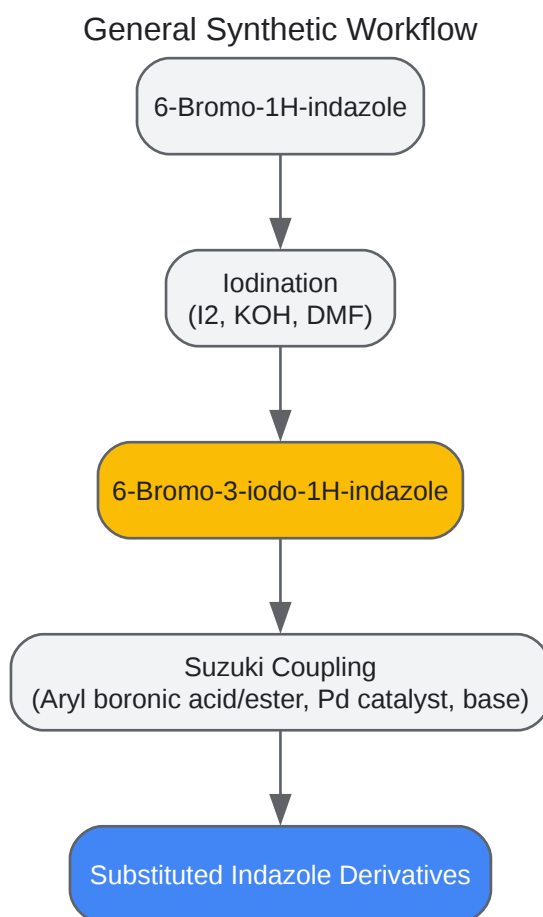 General Synthetic Workflow
6-Bromo-1H-indazole
Iodination
(I2, KOH, DMF)
6-Bromo-3-iodo-1H-indazole
Suzuki Coupling
(Aryl boronic acid/ester, Pd catalyst, base)
Substituted Indazole Derivatives